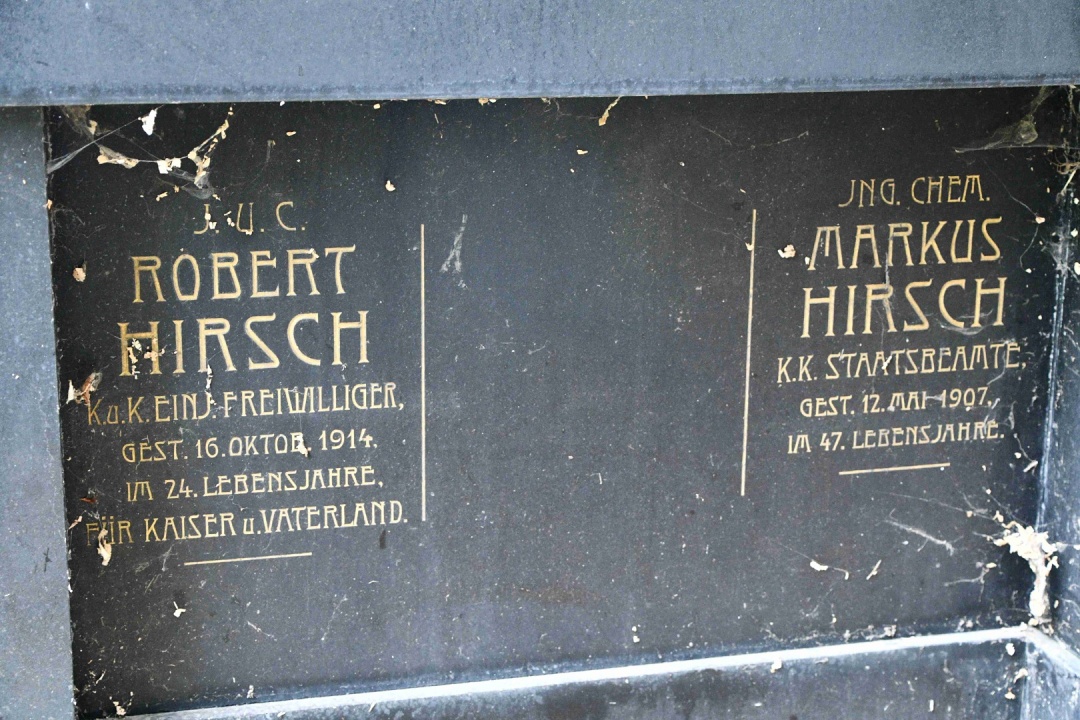 J. U. C.
ROBERT
HIRSCH
K.u.K. EINJ. FREIWILLIGER,
GEST. 16. OKTOB. 1914.
IM 24. LEBENSJAHRE,
FÜR KAISER u. VATERLAND.
JNG. CHEM.
MARKUS
HIRSCH
K.K. STAATSBEAMTE,
GEST. 12. MAI 1907,
IM 47. LEBENSJAHRE.